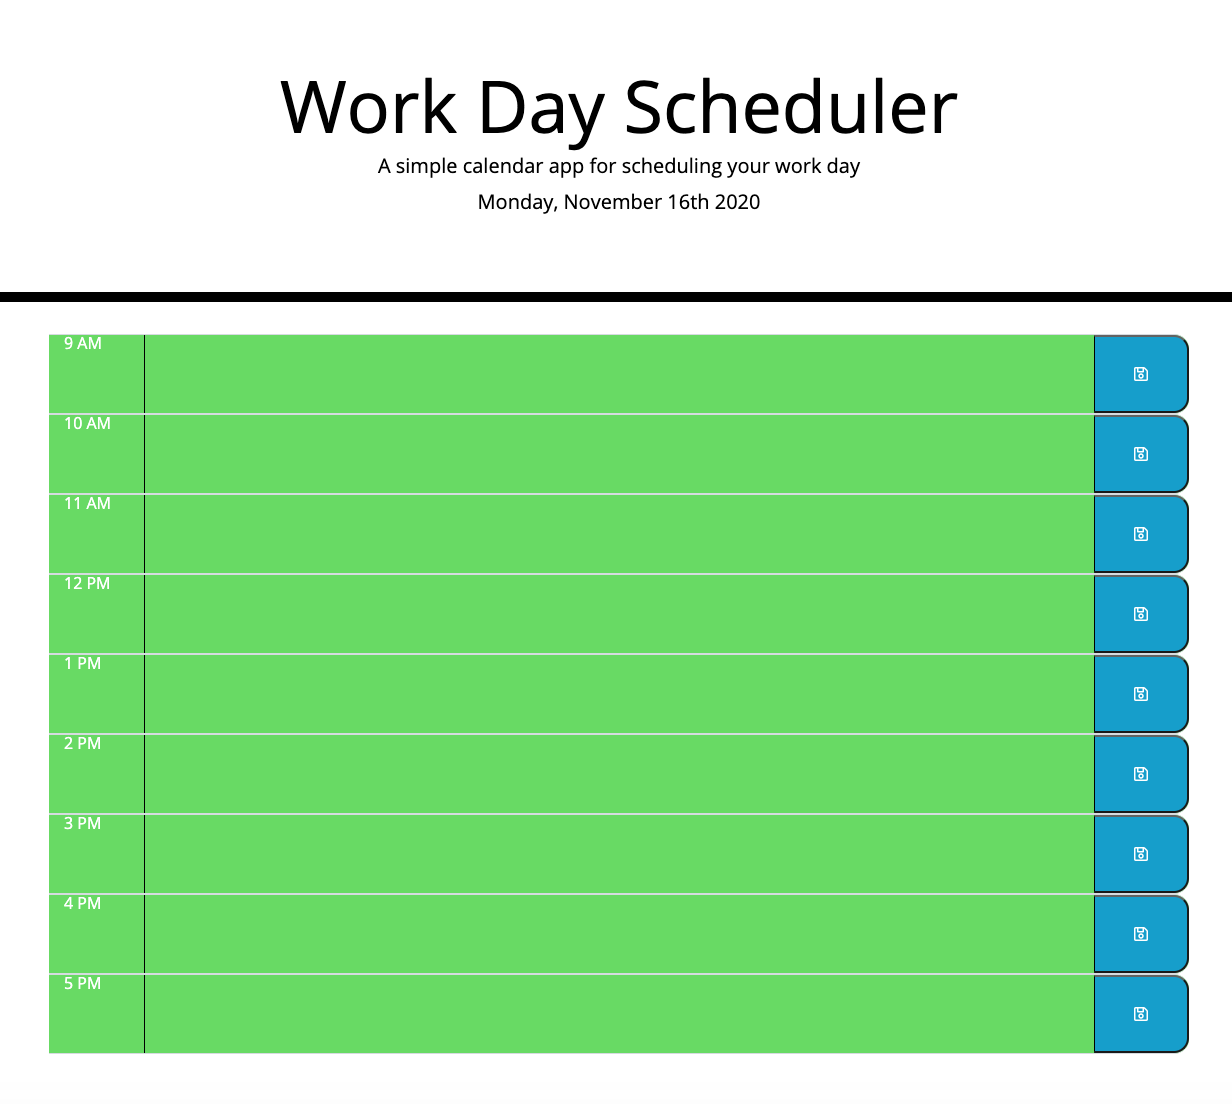 Work Day Scheduler
A simple calendar app for scheduling your work day
Monday, November 16th 2020
9 AM
10 AM
11 AM
12 PM
1 PM
2 PM
3 PM
4 PM
5 PM